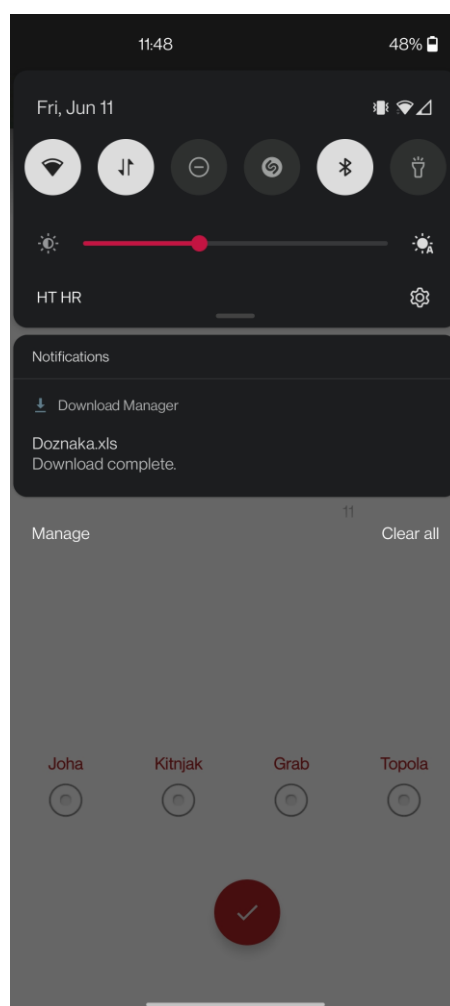 11:48 48%
Fri, Jun 11
A
HT HR
Notifications
Download Manager
Doznaka.xls
Download complete.
11
Manage Clear all
Joha Kitnjak Grab Topola